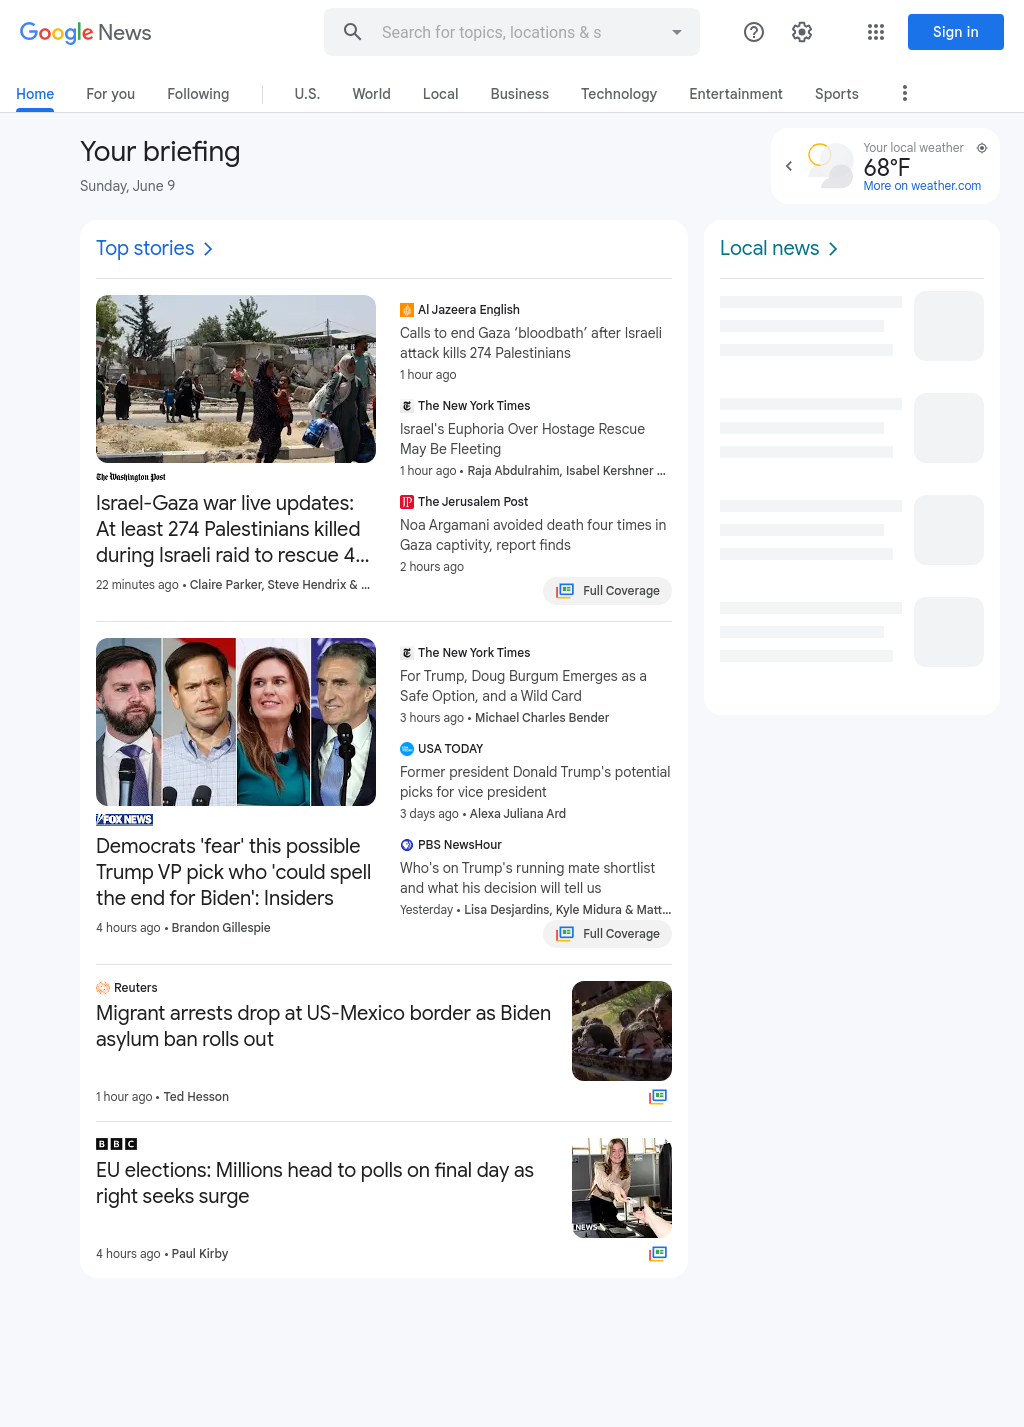 Google News
Search for topics, locations & s
Sign in
Home
For you
Following
U.S.
World
Local
Business
Technology
Entertainment
Sports
Your briefing
Sunday, June 9
Your local weather
68°F
More on weather.com
Top stories
The Washington Post
Israel-Gaza war live updates:
At least 274 Palestinians killed
during Israeli raid to rescue 4...
22 minutes ago • Claire Parker, Steve Hendrix & ...
Al Jazeera English
Calls to end Gaza ‘bloodbath’ after Israeli
attack kills 274 Palestinians
1 hour ago
The New York Times
Israel's Euphoria Over Hostage Rescue
May Be Fleeting
1 hour ago • Raja Abdulrahim, Isabel Kershner ...
The Jerusalem Post
Noa Argamani avoided death four times in
Gaza captivity, report finds
2 hours ago
Full Coverage
FOX NEWS
Democrats 'fear' this possible
Trump VP pick who 'could spell
the end for Biden': Insiders
4 hours ago • Brandon Gillespie
The New York Times
For Trump, Doug Burgum Emerges as a
Safe Option, and a Wild Card
3 hours ago • Michael Charles Bender
USA TODAY
Former president Donald Trump's potential
picks for vice president
3 days ago • Alexa Juliana Ard
PBS NewsHour
Who's on Trump's running mate shortlist
and what his decision will tell us
Yesterday • Lisa Desjardins, Kyle Midura & Matt...
Full Coverage
Reuters
Migrant arrests drop at US-Mexico border as Biden
asylum ban rolls out
1 hour ago • Ted Hesson
BBC
EU elections: Millions head to polls on final day as
right seeks surge
NEWS
4 hours ago • Paul Kirby
Local news